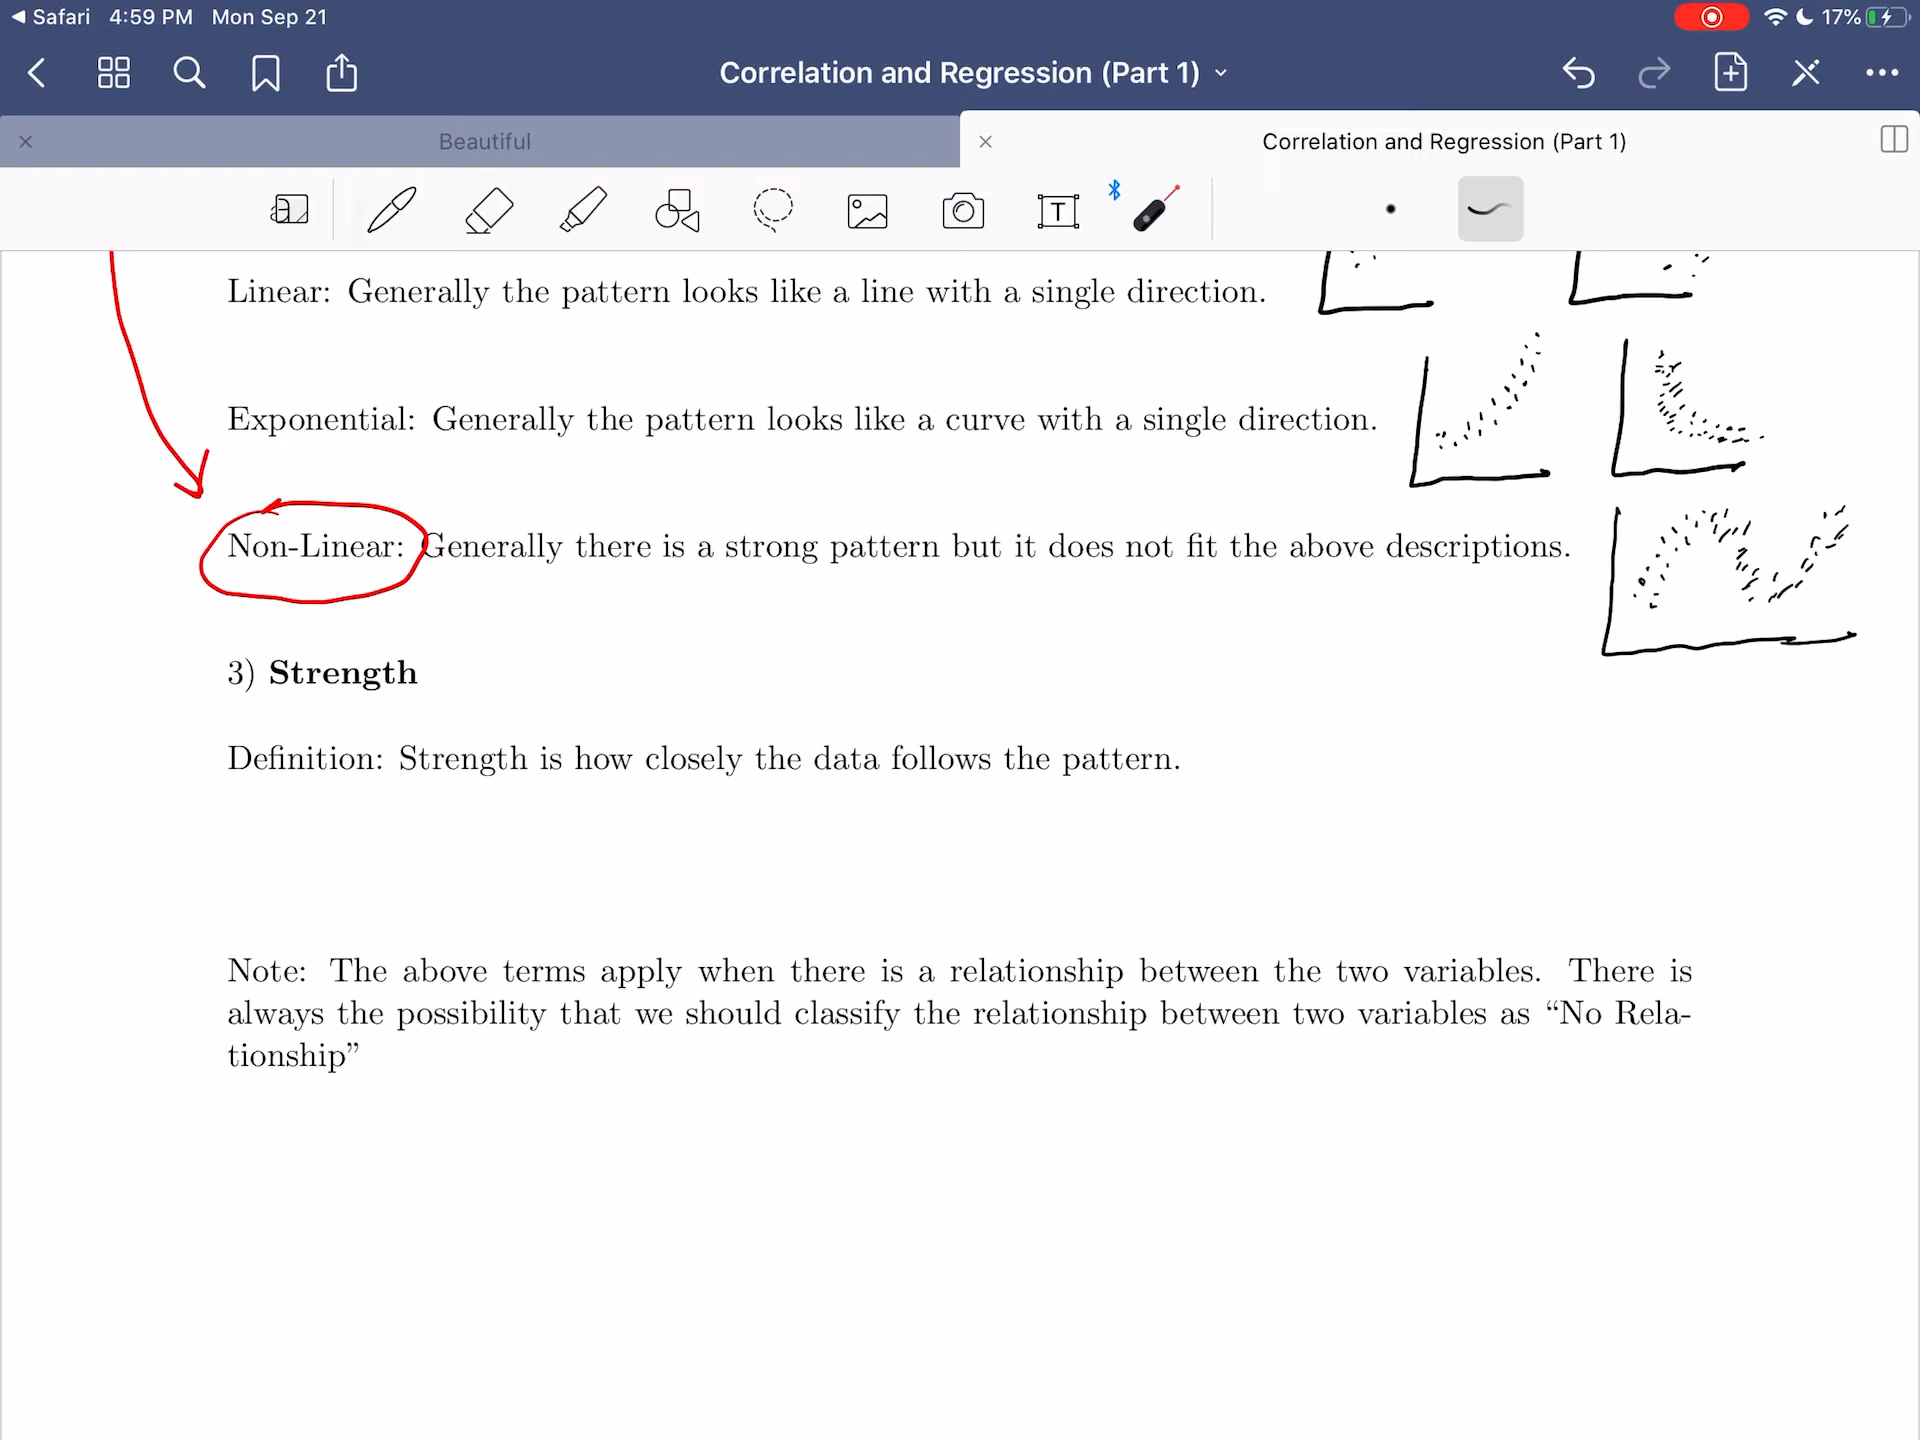 Safari 4:59 PM Mon Sep 21
17%
Correlation and Regression (Part 1)
Beautiful
Correlation and Regression (Part 1)
a
T
Linear: Generally the pattern looks like a line with a single direction.
Exponential: Generally the pattern looks like a curve with a single direction.
Non-Linear: Generally there is a strong pattern but it does not fit the above descriptions.
3) Strength
Definition: Strength is how closely the data follows the pattern.
Note: The above terms apply when there is a relationship between the two variables. There is
always the possibility that we should classify the relationship between two variables as “No Rela-
tionship”